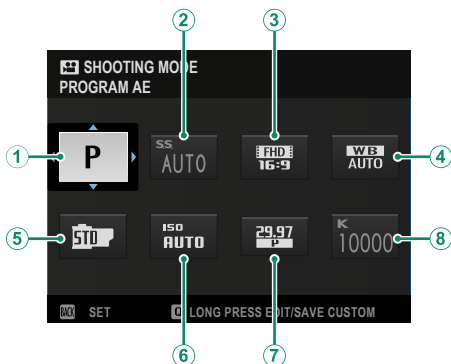 2
3
SHOOTING MODE
PROGRAM AE
1
P
S.S.
AUTO
FHD
16:9
WB
AUTO
4
5
STD
ISO
AUTO
29.97
P
K
10000
8
BACK SET Q LONG PRESS EDIT/SAVE CUSTOM
6
7